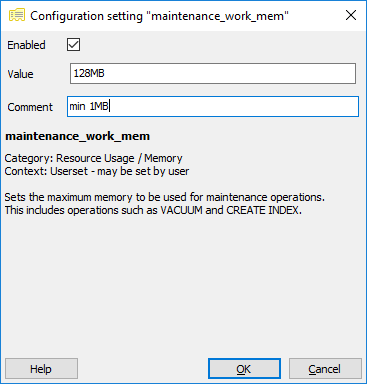 Configuration setting "maintenance_work_mem"
Enabled
Value 128MB
Comment min 1MB
maintenance_work_mem
Category: Resource Usage / Memory
Context: Userset - may be set by user
Sets the maximum memory to be used for maintenance operations.
This includes operations such as VACUUM and CREATE INDEX.
Help OK Cancel